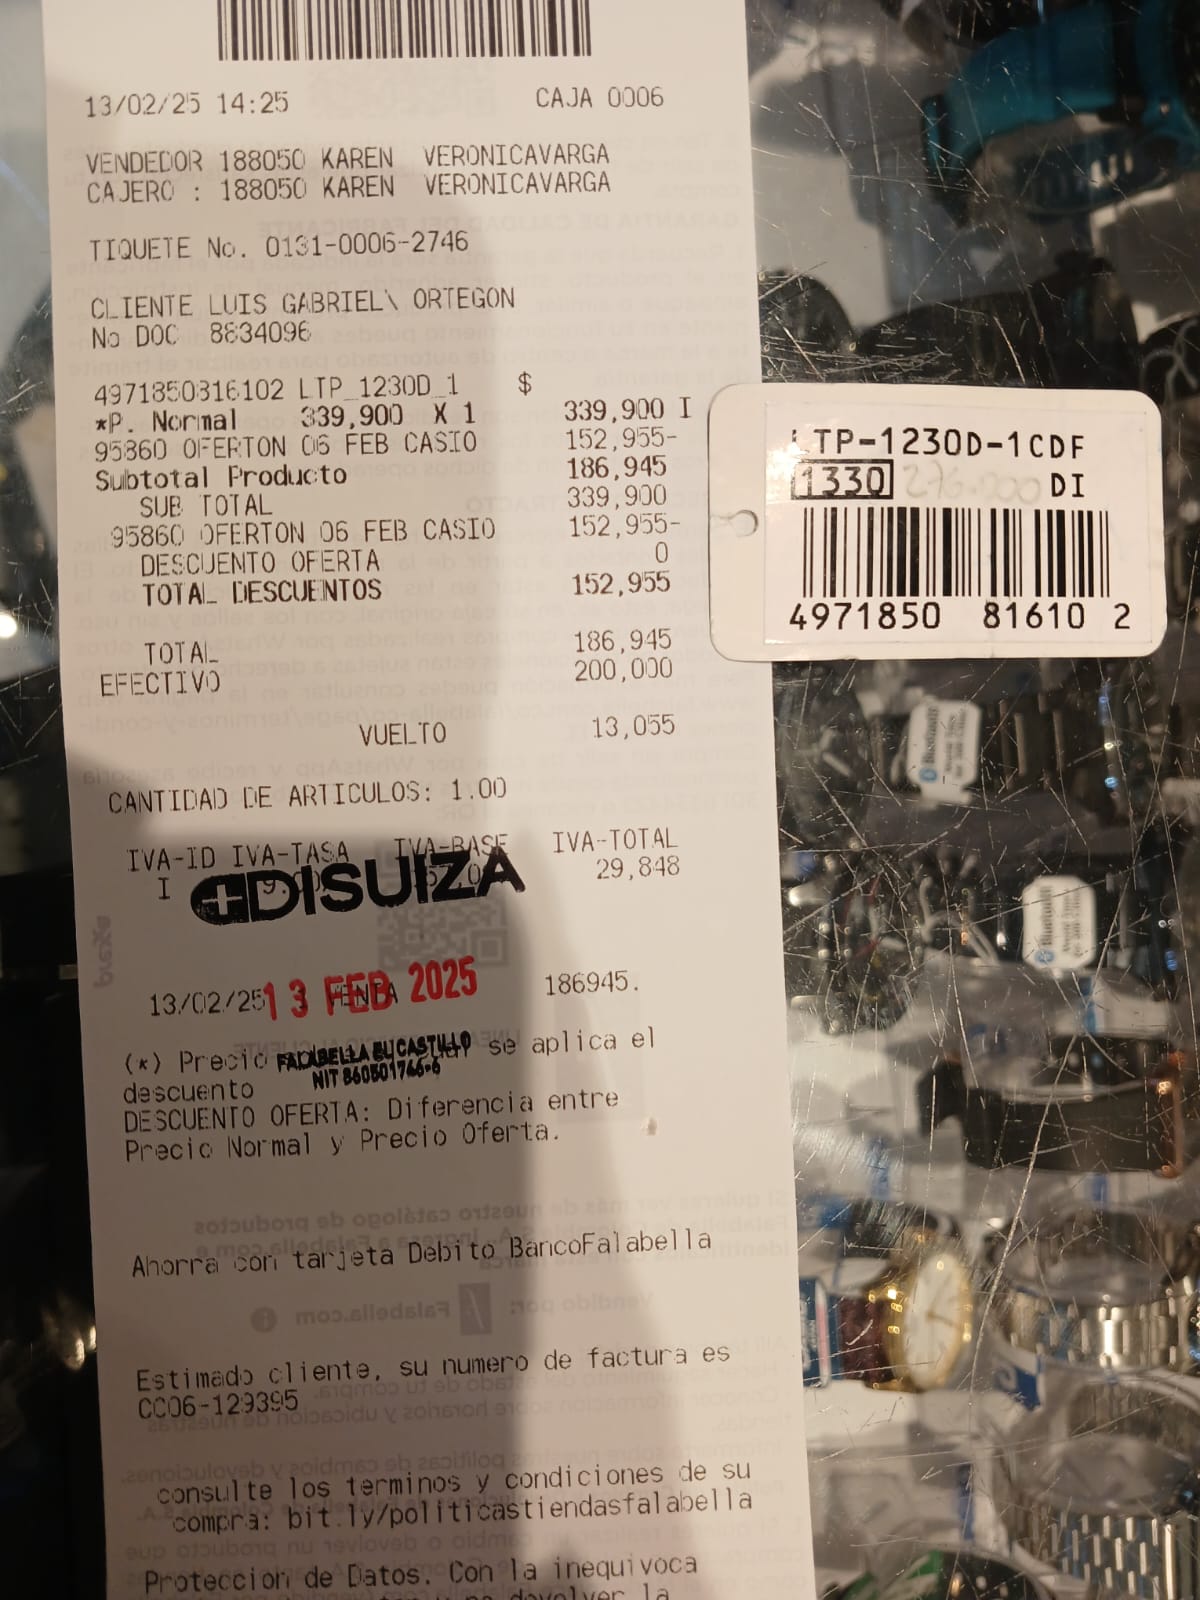 13/02/25 14:25 CAJA 0006
VENDEDOR 188050 KAREN VERONICAVARGA
CAJERO : 188050 KAREN VERONICAVARGA
TIQUETE No. 0131-0006-2746
CLIENTE LUIS GABRIEL\ ORTEGON
No DOC 8634096
4971850816102 LTP_1230D_1 $
*P. Normal 339,900 X 1 339,900 I
95860 OFERTON 06 FEB CASIO 152,955-
Subtotal Producto 186,945
SUB TOTAL 339,900
95860 OFERTON 06 FEB CASIO 152,955-
DESCUENTO OFERTA 0
TOTAL DESCUENTOS 152,955
TOTAL 186,945
EFECTIVO 200,000
VUELTO 13,055
CANTIDAD DE ARTICULOS: 1.00
IVA-ID IVA-TASA IVA-BASE IVA-TOTAL
I 29,848
DISUIZA
13/02/25 VENTA 186945.
13 FEB 2025
(*) Precio se aplica el
FALABELLA BU CASTILLO
NIT 860501746-6
descuento
DESCUENTO OFERTA: Diferencia entre
Precio Normal y Precio Oferta.
Ahorra con tarjeta Debito BancoFalabella
Estimado cliente, su numero de factura es
CC06-129395
consulte los terminos y condiciones de su
compra: bit.ly/politicastiendasfalabella
Proteccion de Datos. Con la inequivoca
LTP-1230D-1CDF
1330 276.000 DI
4971850 81610 2